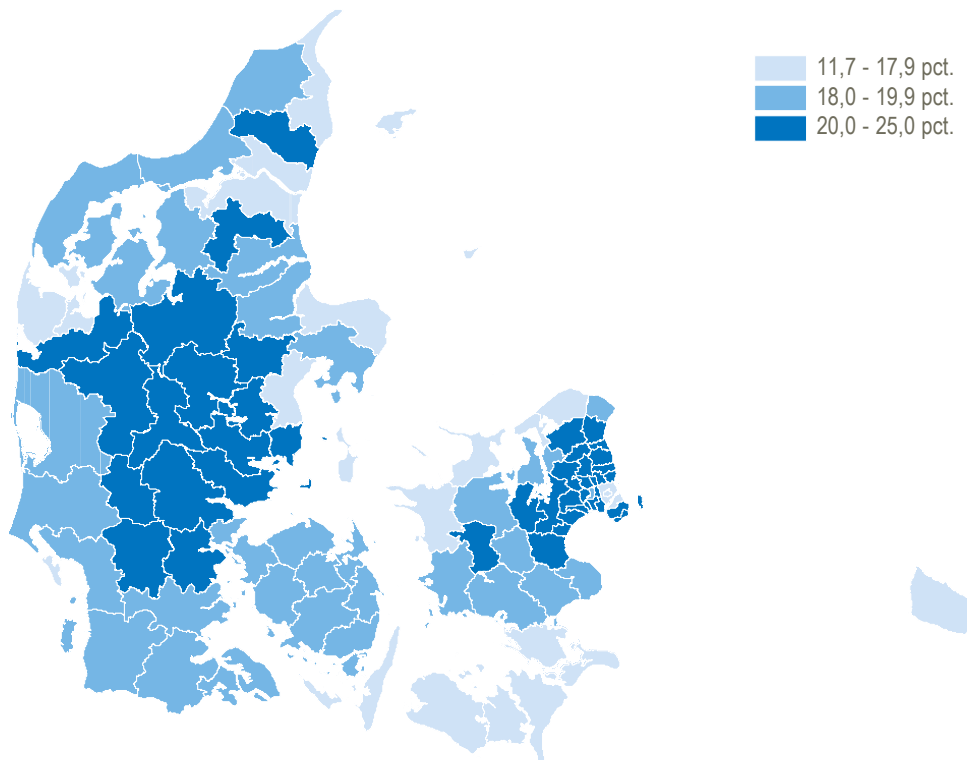 11,7 - 17,9 pct.
18,0 - 19,9 pct.
20,0 - 25,0 pct.